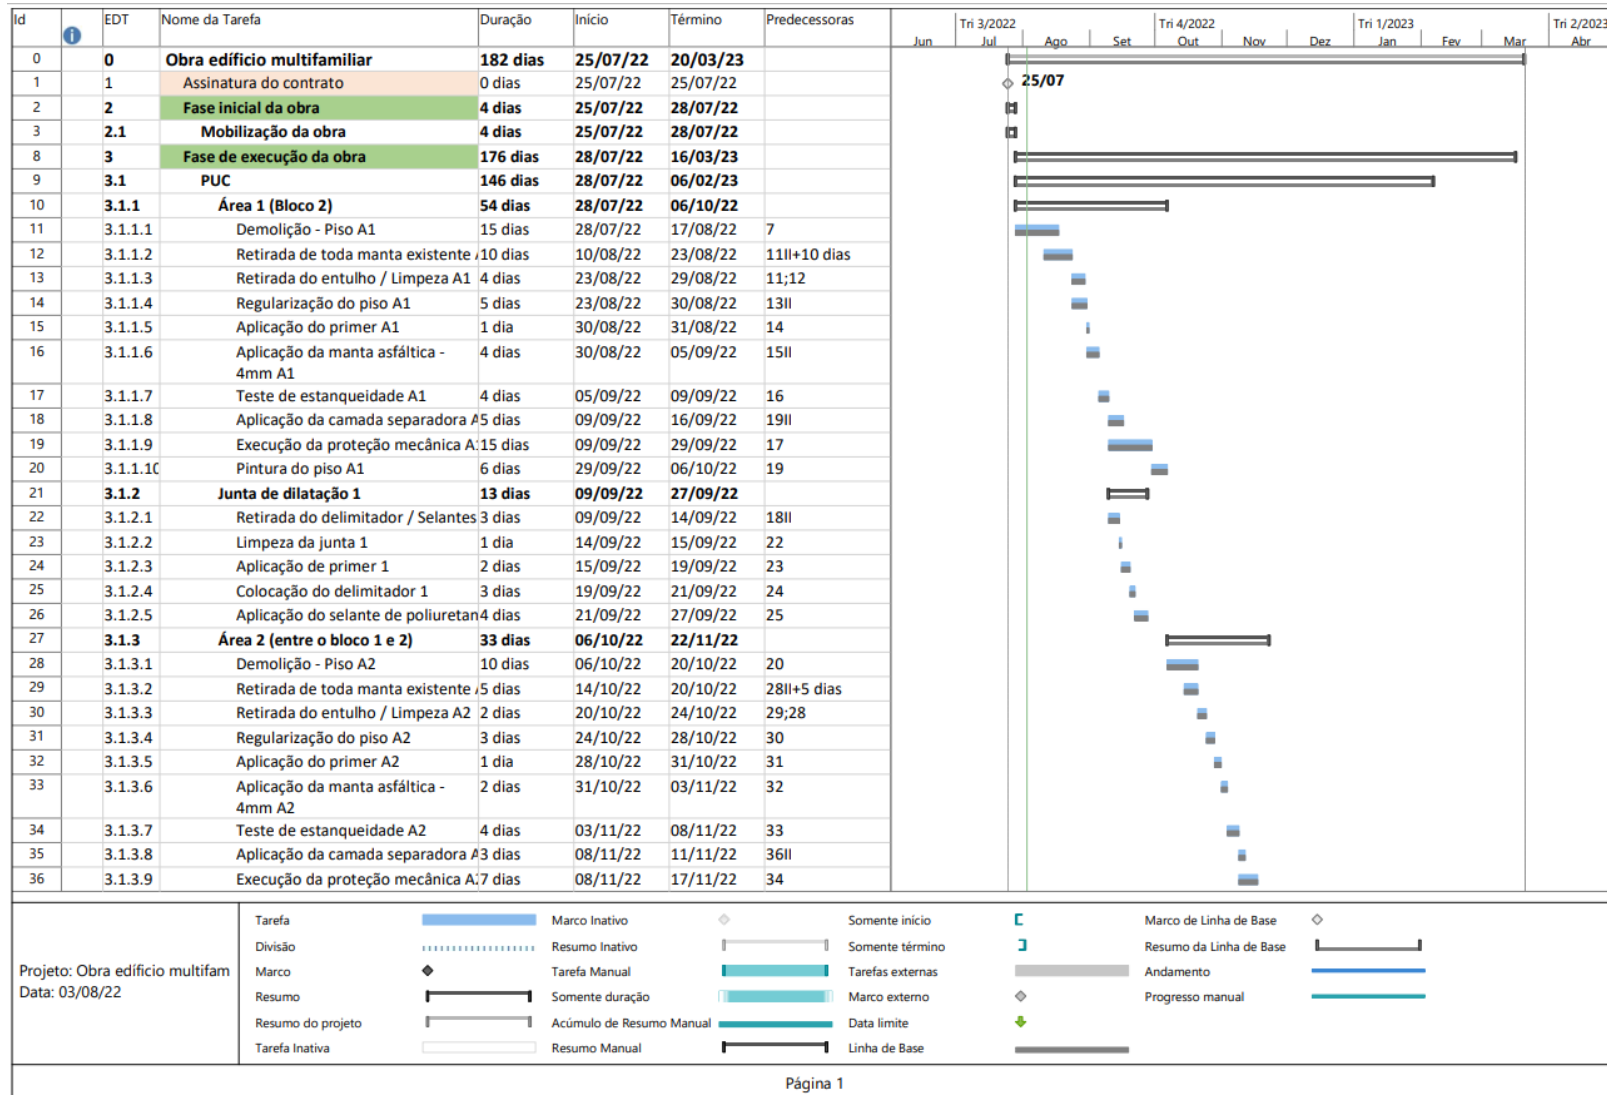 Id EDT Nome da Tarefa Duração Início Término Predecessoras
Tri 3/2022 Tri 4/2022 Tri 1/2023 Tri 2/2023
Jun Jul Ago Set Out Nov Dez Jan Fev Mar Abr
0 0 Obra edíficio multifamiliar 182 dias 25/07/22 20/03/23
1 1 Assinatura do contrato 0 dias 25/07/22 25/07/22 25/07
2 2 Fase inicial da obra 4 dias 25/07/22 28/07/22
3 2.1 Mobilização da obra 4 dias 25/07/22 28/07/22
8 3 Fase de execução da obra 176 dias 28/07/22 16/03/23
9 3.1 PUC 146 dias 28/07/22 06/02/23
10 3.1.1 Área 1 (Bloco 2) 54 dias 28/07/22 06/10/22
11 3.1.1.1 Demolição - Piso A1 15 dias 28/07/22 17/08/22 7
12 3.1.1.2 Retirada de toda manta existente 10 dias 10/08/22 23/08/22 11II+10 dias
13 3.1.1.3 Retirada do entulho / Limpeza A1 4 dias 23/08/22 29/08/22 11;12
14 3.1.1.4 Regularização do piso A1 5 dias 23/08/22 30/08/22 13II
15 3.1.1.5 Aplicação do primer A1 1 dia 30/08/22 31/08/22 14
16 3.1.1.6 Aplicação da manta asfáltica - 4 dias 30/08/22 05/09/22 15II
4mm A1
17 3.1.1.7 Teste de estanqueidade A1 4 dias 05/09/22 09/09/22 16
18 3.1.1.8 Aplicação da camada separadora A 5 dias 09/09/22 16/09/22 19II
19 3.1.1.9 Execução da proteção mecânica A 15 dias 09/09/22 29/09/22 17
20 3.1.1.10 Pintura do piso A1 6 dias 29/09/22 06/10/22 19
21 3.1.2 Junta de dilatação 1 13 dias 09/09/22 27/09/22
22 3.1.2.1 Retirada do delimitador / Selantes 3 dias 09/09/22 14/09/22 18II
23 3.1.2.2 Limpeza da junta 1 1 dia 14/09/22 15/09/22 22
24 3.1.2.3 Aplicação de primer 1 2 dias 15/09/22 19/09/22 23
25 3.1.2.4 Colocação do delimitador 1 3 dias 19/09/22 21/09/22 24
26 3.1.2.5 Aplicação do selante de poliuretan 4 dias 21/09/22 27/09/22 25
27 3.1.3 Área 2 (entre o bloco 1 e 2) 33 dias 06/10/22 22/11/22
28 3.1.3.1 Demolição - Piso A2 10 dias 06/10/22 20/10/22 20
29 3.1.3.2 Retirada de toda manta existente 5 dias 14/10/22 20/10/22 28II+5 dias
30 3.1.3.3 Retirada do entulho / Limpeza A2 2 dias 20/10/22 24/10/22 29;28
31 3.1.3.4 Regularização do piso A2 3 dias 24/10/22 28/10/22 30
32 3.1.3.5 Aplicação do primer A2 1 dia 28/10/22 31/10/22 31
33 3.1.3.6 Aplicação da manta asfáltica - 2 dias 31/10/22 03/11/22 32
4mm A2
34 3.1.3.7 Teste de estanqueidade A2 4 dias 03/11/22 08/11/22 33
35 3.1.3.8 Aplicação da camada separadora A 3 dias 08/11/22 11/11/22 36II
36 3.1.3.9 Execução da proteção mecânica A 7 dias 08/11/22 17/11/22 34
Projeto: Obra edíficio multifam
Data: 03/08/22
Tarefa
Divisão
Marco
Resumo
Resumo do projeto
Tarefa Inativa
Marco Inativo
Resumo Inativo
Tarefa Manual
Somente duração
Acúmulo de Resumo Manual
Resumo Manual
Somente início
Somente término
Tarefas externas
Marco externo
Data limite
Linha de Base
Marco de Linha de Base
Resumo da Linha de Base
Andamento
Progresso manual
Página 1